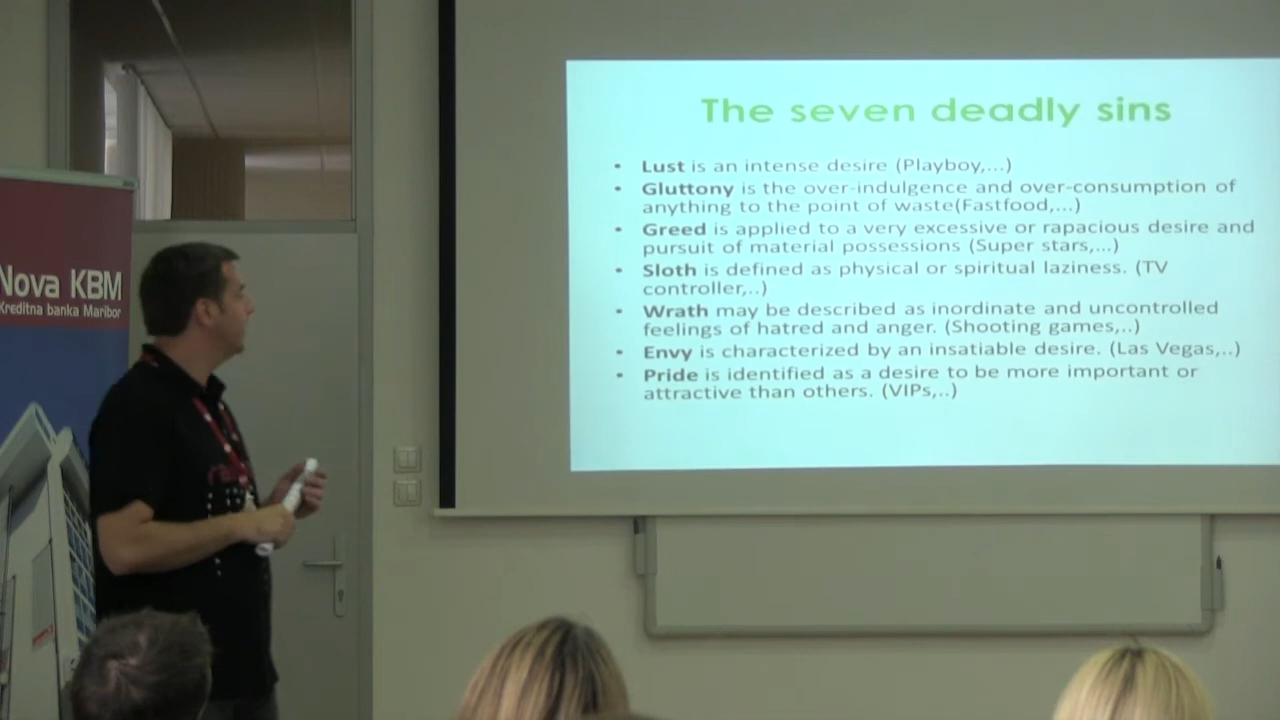 Nova KBM
Kreditna banka Maribor
The seven deadly sins
• Lust is an intense desire (Playboy,...)
• Gluttony is the over-indulgence and over-consumption of
anything to the point of waste(Fastfood,...)
• Greed is applied to a very excessive or rapacious desire and
pursuit of material possessions (Super stars,...)
• Sloth is defined as physical or spiritual laziness. (TV
controller,..)
• Wrath may be described as inordinate and uncontrolled
feelings of hatred and anger. (Shooting games,..)
• Envy is characterized by an insatiable desire. (Las Vegas,..)
• Pride is identified as a desire to be more important or
attractive than others. (VIPs,..)